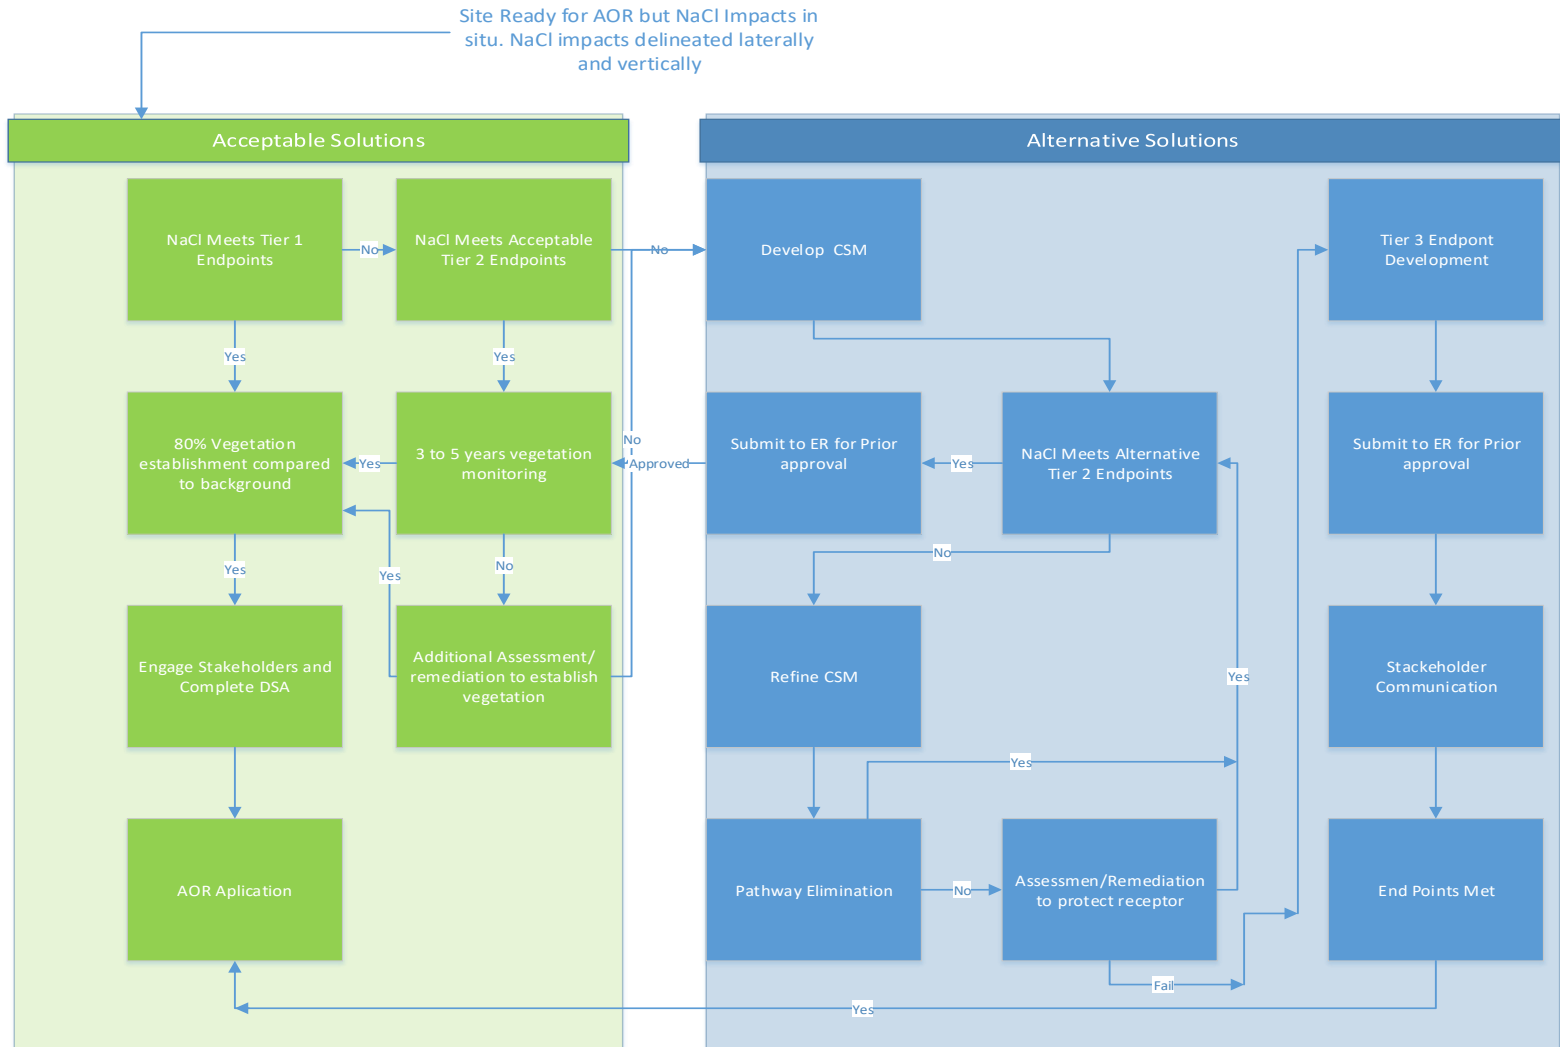 Site Ready for AOR but NaCl Impacts in
situ. NaCl impacts delineated laterally
and vertically
Acceptable Solutions
Alternative Solutions
NaCl Meets Tier 1
Endpoints
No
NaCl Meets Acceptable
Tier 2 Endpoints
No
Develop CSM
Tier 3 Endpont
Development
Yes
Yes
80% Vegetation
establishment compared
to background
Yes
3 to 5 years vegetation
monitoring
No
Approved
Submit to ER for Prior
approval
Yes
NaCl Meets Alternative
Tier 2 Endpoints
Submit to ER for Prior
approval
Yes
Yes
No
No
Engage Stakeholders and
Complete DSA
Additional Assessment/
remediation to establish
vegetation
Refine CSM
Yes
Stackeholder
Communication
Yes
AOR Aplication
Pathway Elimination
No
Assessmen/Remediation
to protect receptor
End Points Met
Fail
Yes